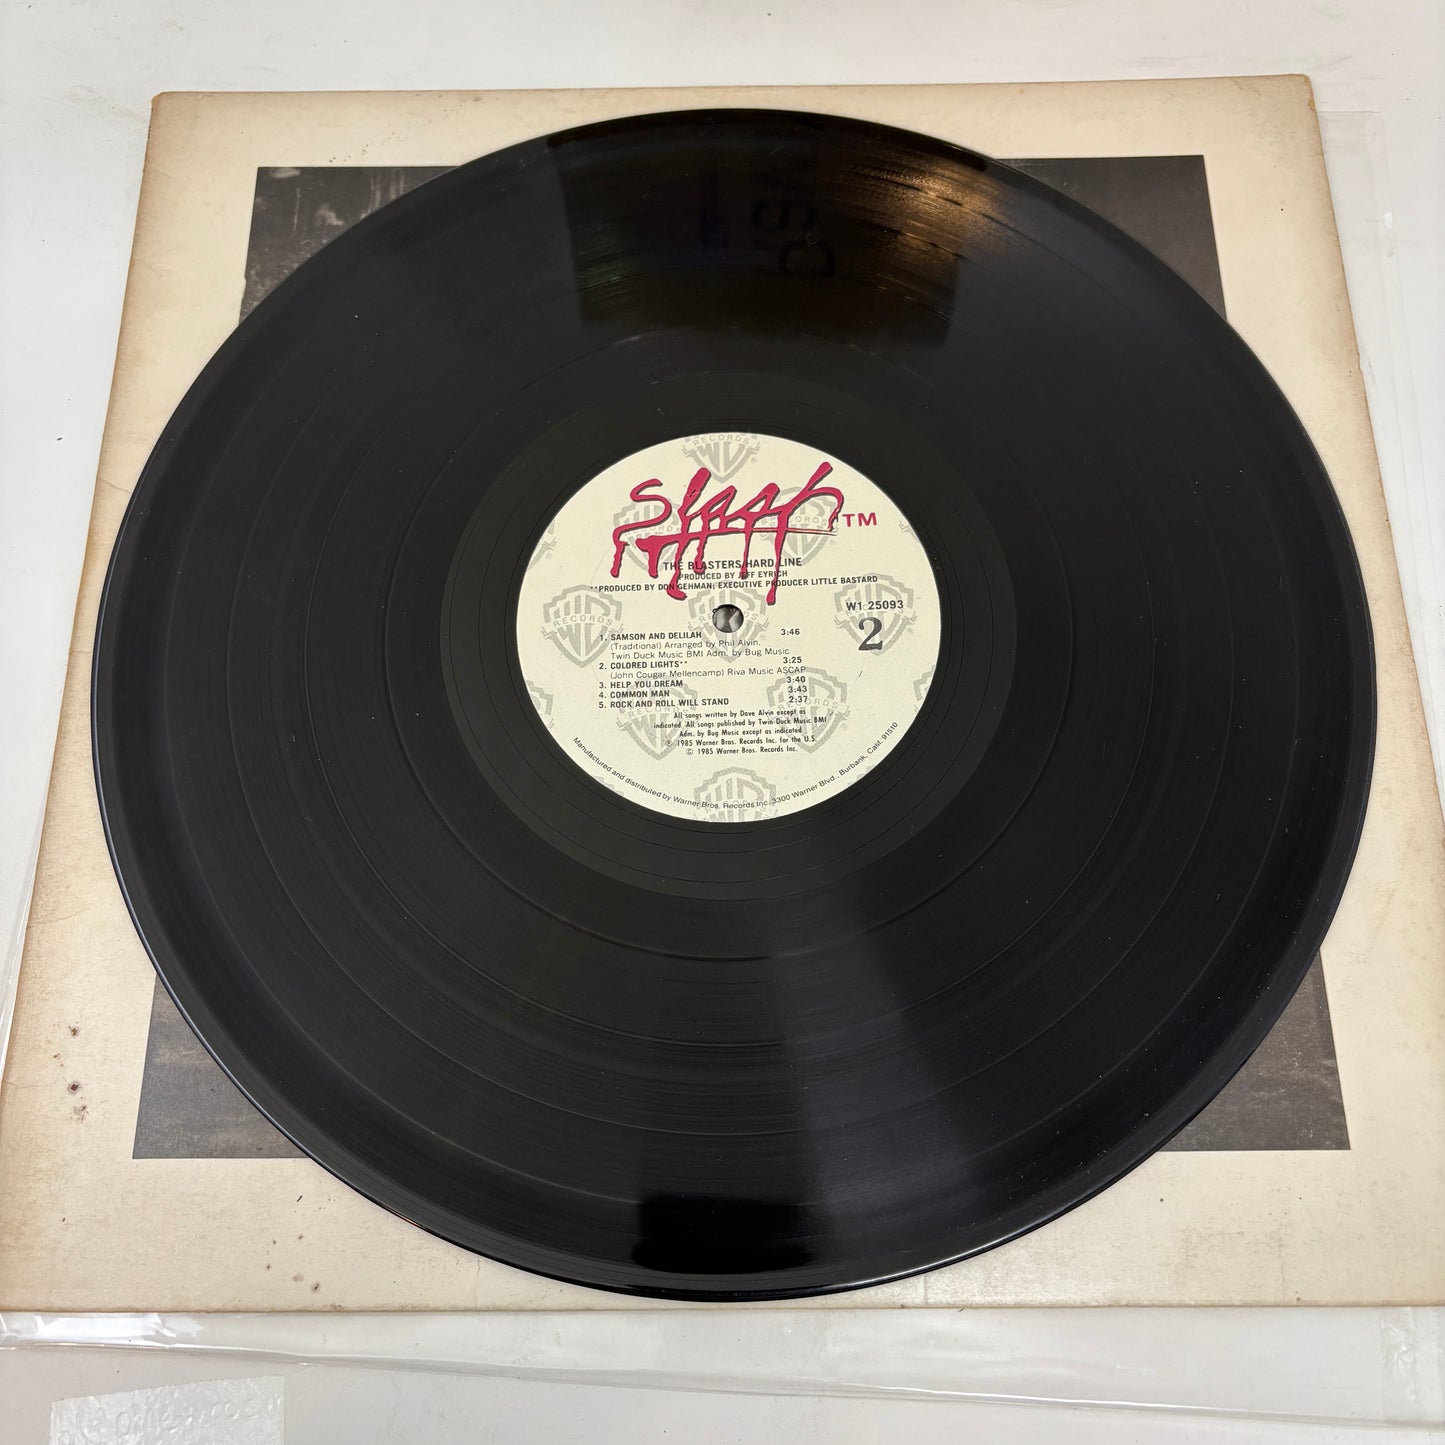 Slash TM
THE BLASTERS/HARD LINE
PRODUCED BY JEFF EYRICH
**PRODUCED BY DON GEHMAN; EXECUTIVE PRODUCER LITTLE BASTARD
W1 25093
2
1. SAMSON AND DELILAH 3:46
(Traditional) Arranged by Phil Alvin.
Twin Duck Music BMI Adm. by Bug Music
2. COLORED LIGHTS** 3:25
(John Cougar Mellencamp) Riva Music ASCAP
3. HELP YOU DREAM 3:40
4. COMMON MAN 3:43
5. ROCK AND ROLL WILL STAND 2:37
All songs written by Dave Alvin except as
indicated. All songs published by Twin Duck Music BMI
Adm. by Bug Music except as indicated
℗ 1985 Warner Bros. Records Inc. for the U.S.
© 1985 Warner Bros. Records Inc.
Manufactured and distributed by Warner Bros. Records Inc. 3300 Warner Blvd., Burbank, Calif. 91510
RECORDS
RECORDS
RECORDS